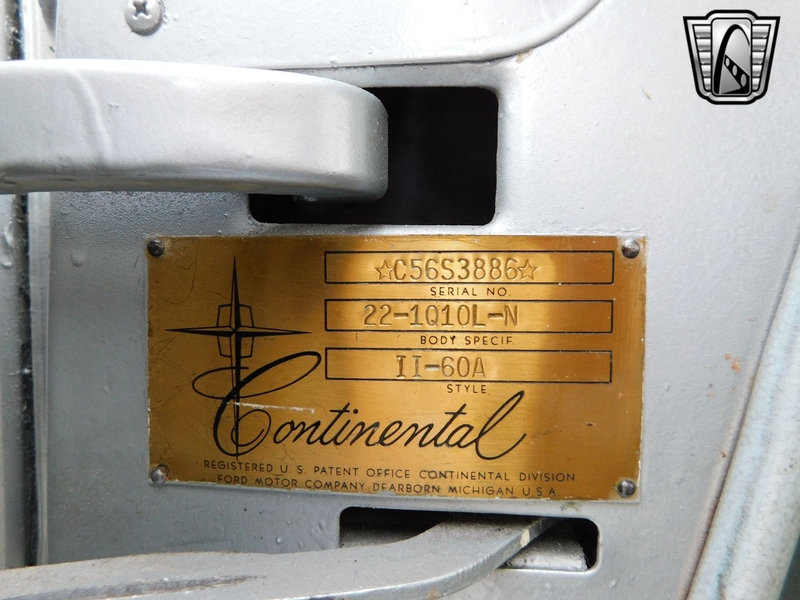 ☆C56S3886☆
SERIAL NO.
22-1Q10L-N
BODY SPECIF.
II-60A
STYLE
Continental
REGISTERED U.S. PATENT OFFICE CONTINENTAL DIVISION
FORD MOTOR COMPANY, DEARBORN MICHIGAN U.S.A.